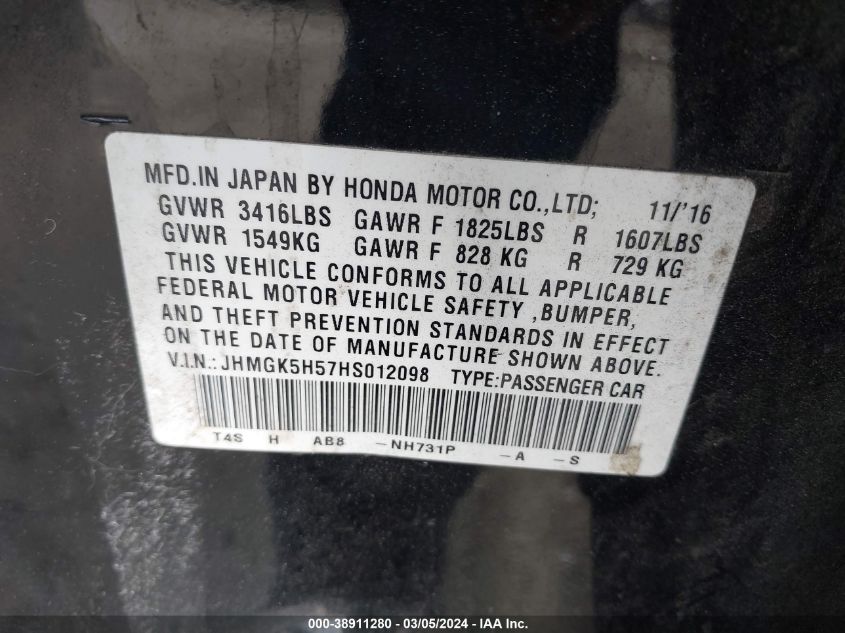 MFD.IN JAPAN BY HONDA MOTOR CO.,LTD; 11/'16
GVWR 3416LBS GAWR F 1825LBS R 1607LBS
GVWR 1549KG GAWR F 828 KG R 729 KG
THIS VEHICLE CONFORMS TO ALL APPLICABLE
FEDERAL MOTOR VEHICLE SAFETY ,BUMPER,
AND THEFT PREVENTION STANDARDS IN EFFECT
ON THE DATE OF MANUFACTURE SHOWN ABOVE.
V.I.N.: JHMGK5H57HS012098 TYPE:PASSENGER CAR
T4S H AB8 -NH731P -A -S
000-38911280 - 03/05/2024 - IAA Inc.